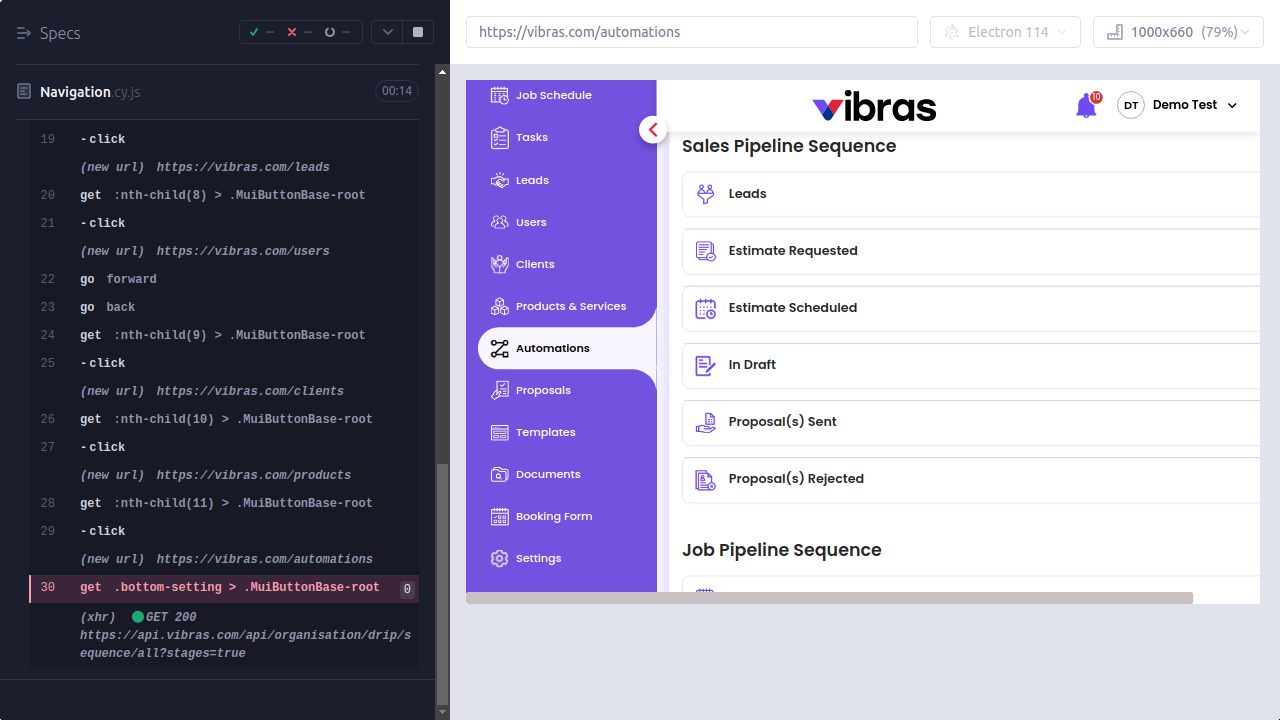 Specs
--
--
--
Navigation.cy.js
00:14
19 -click
(new url) https://vibras.com/leads
20 get :nth-child(8) > .MuiButtonBase-root
21 -click
(new url) https://vibras.com/users
22 go forward
23 go back
24 get :nth-child(9) > .MuiButtonBase-root
25 -click
(new url) https://vibras.com/clients
26 get :nth-child(10) > .MuiButtonBase-root
27 -click
(new url) https://vibras.com/products
28 get :nth-child(11) > .MuiButtonBase-root
29 -click
(new url) https://vibras.com/automations
30 get .bottom-setting > .MuiButtonBase-root 0
(xhr) GET 200
https://api.vibras.com/api/organisation/drip/s
equence/all?stages=true
https://vibras.com/automations
Electron 114
1000x660 (79%)
Job Schedule
Tasks
Leads
Users
Clients
Products & Services
Automations
Proposals
Templates
Documents
Booking Form
Settings
vibras
10
DT
Demo Test
Sales Pipeline Sequence
Leads
Estimate Requested
Estimate Scheduled
In Draft
Proposal(s) Sent
Proposal(s) Rejected
Job Pipeline Sequence